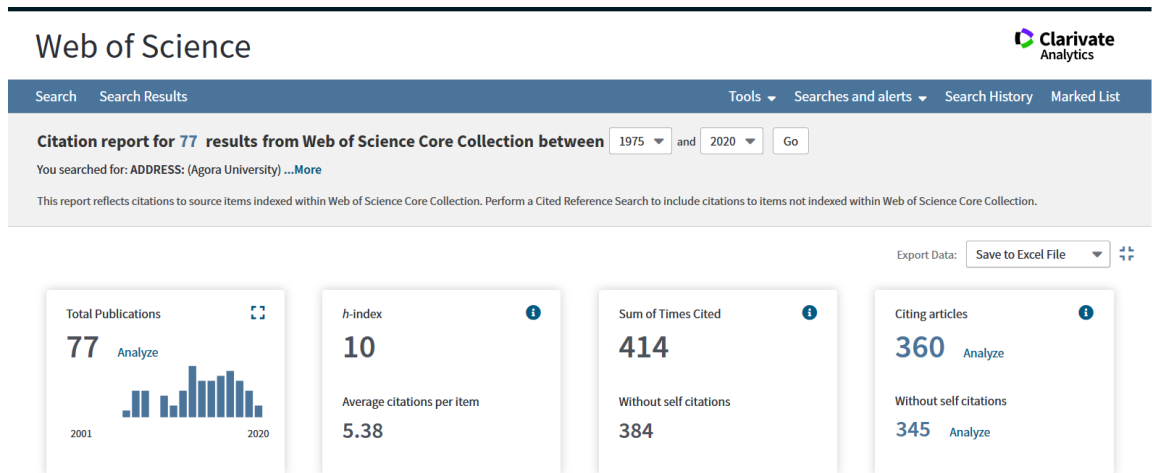 Web of Science
Clarivate
Analytics
Search Search Results Tools Searches and alerts Search History Marked List
Citation report for 77 results from Web of Science Core Collection between 1975 and 2020 Go
You searched for: ADDRESS: (Agora University) ...More
This report reflects citations to source items indexed within Web of Science Core Collection. Perform a Cited Reference Search to include citations to items not indexed within Web of Science Core Collection.
Export Data: Save to Excel File
Total Publications
77 Analyze
2001 2020
h-index
10
Average citations per item
5.38
Sum of Times Cited
414
Without self citations
384
Citing articles
360 Analyze
Without self citations
345 Analyze